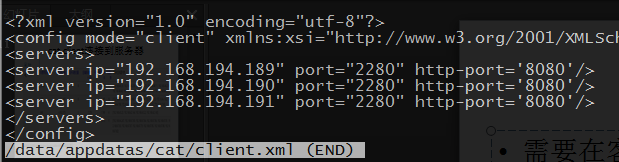 <?xml version="1.0" encoding="utf-8"?>
<config mode="client" xmlns:xsi="http://www.w3.org/2001/XMLSch
<servers>
<server ip="192.168.194.189" port="2280" http-port='8080'/>
<server ip="192.168.194.190" port="2280" http-port='8080'/>
<server ip="192.168.194.191" port="2280" http-port='8080'/>
</servers>
</config>
/data/appdatas/cat/client.xml (END)
• 需要在客